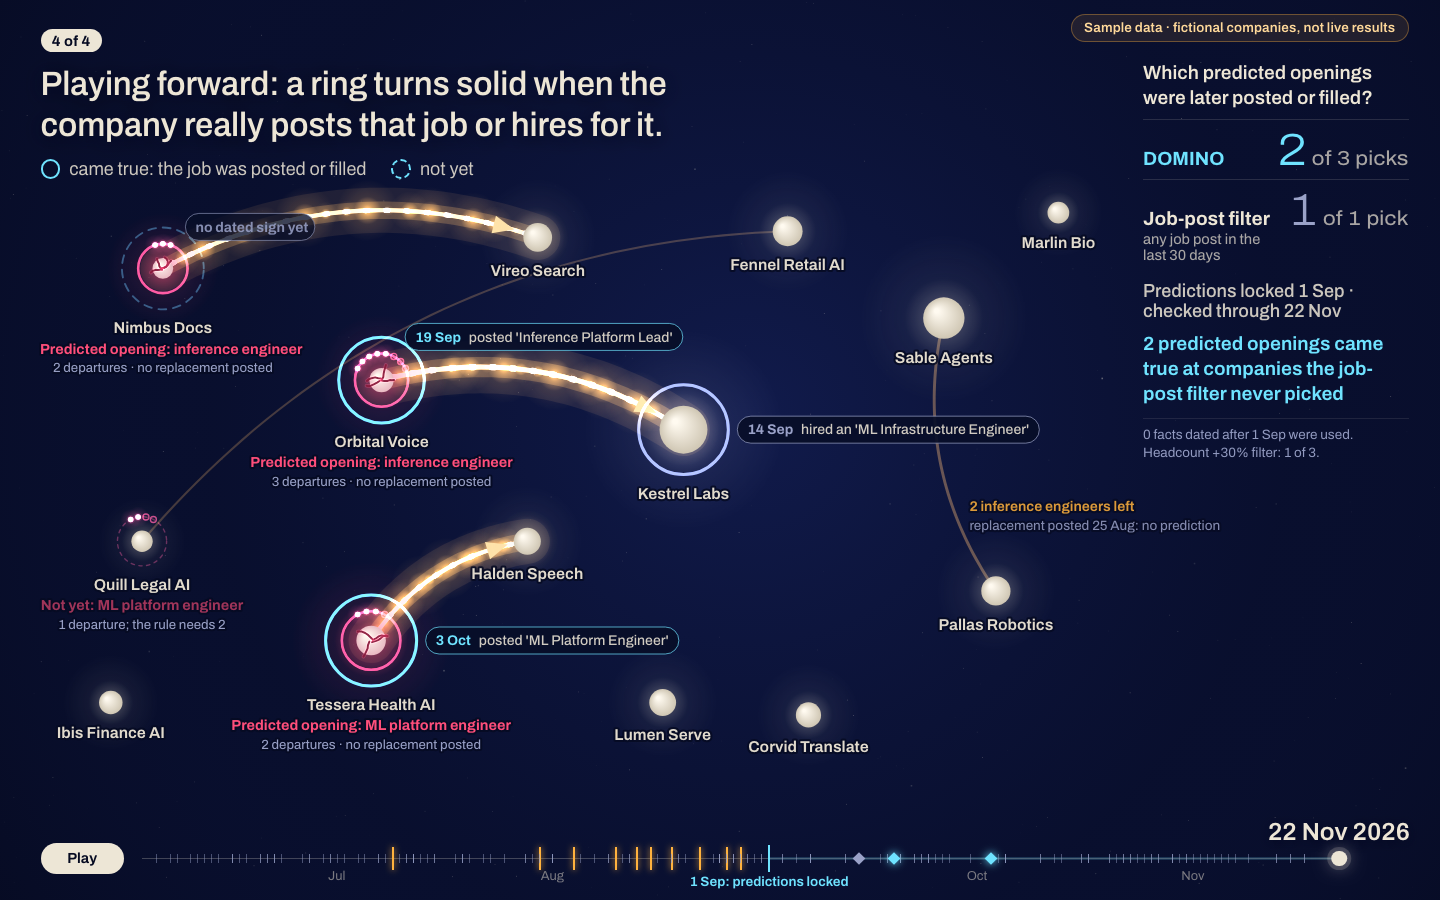 4 of 4
Sample data · fictional companies, not live results
Playing forward: a ring turns solid when the
company really posts that job or hires for it.
came true: the job was posted or filled
not yet
Which predicted openings
were later posted or filled?
DOMINO
2 of 3 picks
Job-post filter
1 of 1 pick
any job post in the
last 30 days
Predictions locked 1 Sep ·
checked through 22 Nov
2 predicted openings came
true at companies the job-
post filter never picked
0 facts dated after 1 Sep were used.
Headcount +30% filter: 1 of 3.
no dated sign yet
Vireo Search
Fennel Retail AI
Marlin Bio
Nimbus Docs
Predicted opening: inference engineer
2 departures · no replacement posted
19 Sep posted 'Inference Platform Lead'
Sable Agents
Orbital Voice
Predicted opening: inference engineer
3 departures · no replacement posted
14 Sep hired an 'ML Infrastructure Engineer'
Kestrel Labs
2 inference engineers left
replacement posted 25 Aug: no prediction
Quill Legal AI
Not yet: ML platform engineer
1 departure; the rule needs 2
Halden Speech
Pallas Robotics
3 Oct posted 'ML Platform Engineer'
Tessera Health AI
Predicted opening: ML platform engineer
2 departures · no replacement posted
Ibis Finance AI
Lumen Serve
Corvid Translate
22 Nov 2026
Play
Jul
Aug
1 Sep: predictions locked
Oct
Nov